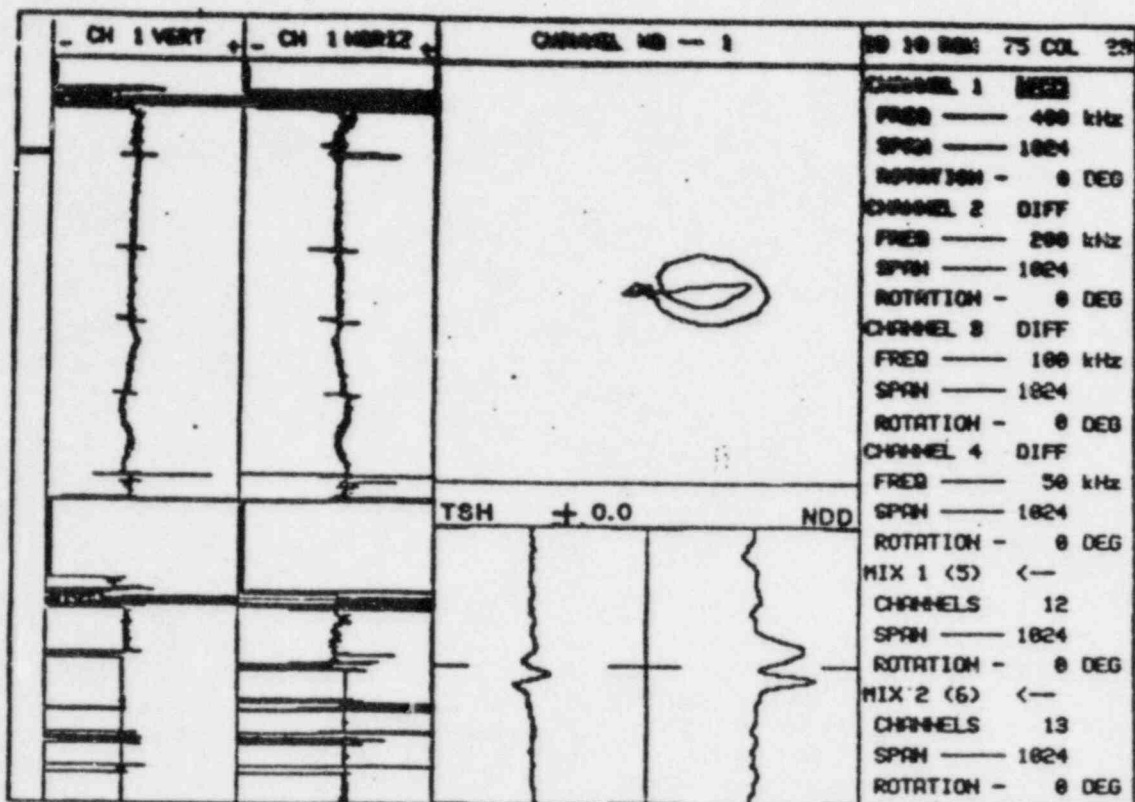 - CH 1 VERT +
- CH 1 HORIZ +
CHANNEL NO -- 1
TSH + 0.0 NDD
10 ROW 75 COL
CHANNEL 1
FREQ —— 400 kHz
SPAN —— 1024
ROTATION - 0 DEG
CHANNEL 2 DIFF
FREQ —— 200 kHz
SPAN —— 1024
ROTATION - 0 DEG
CHANNEL 3 DIFF
FREQ —— 100 kHz
SPAN —— 1024
ROTATION - 0 DEG
CHANNEL 4 DIFF
FREQ —— 50 kHz
SPAN —— 1024
ROTATION - 0 DEG
MIX 1 (5) <--
CHANNELS 12
SPAN —— 1024
ROTATION - 0 DEG
MIX 2 (6) <--
CHANNELS 13
SPAN —— 1024
ROTATION - 0 DEG